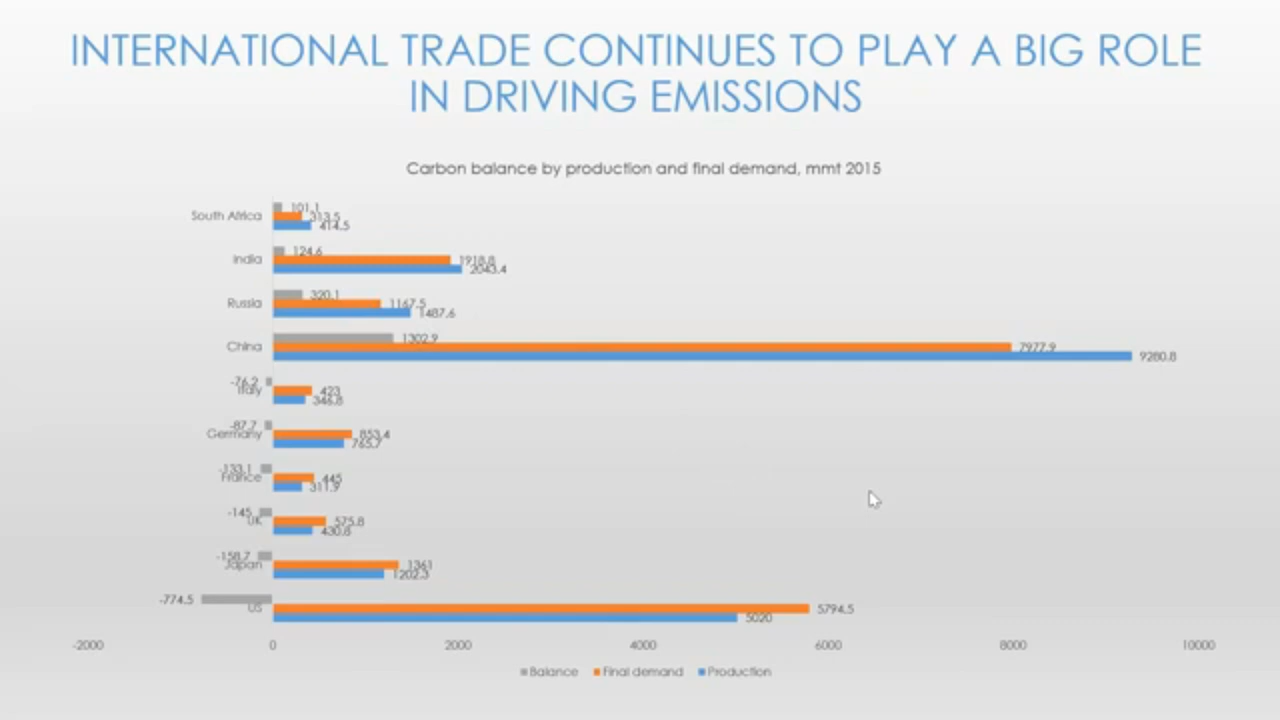 INTERNATIONAL TRADE CONTINUES TO PLAY A BIG ROLE
IN DRIVING EMISSIONS
Carbon balance by production and final demand, mmt 2015
101.1
South Africa 313.5
414.5
124.6
India 1918.8
2043.4
320.1
Russia 1167.5
1487.6
1302.9
China 7977.9
9280.8
-76.2
Italy 423
346.8
-87.7
Germany 853.4
765.7
-133.1
France 445
311.9
-145
UK 575.8
430.8
-158.7
Japan 1361
1202.3
-774.5
US 5794.5
5020
-2000 0 2000 4000 6000 8000 10000
Balance Final demand Production